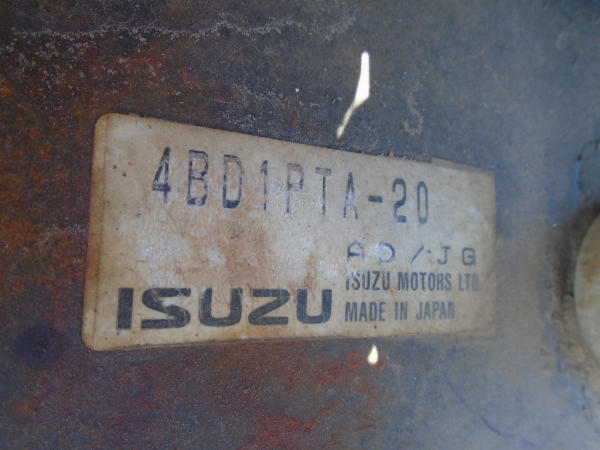 4BD1PTA-20
AD/JG
ISUZU MOTORS LTD.
ISUZU MADE IN JAPAN